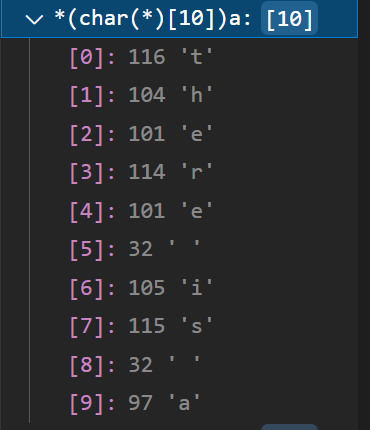 *(char(*)[10])a: [10]
[0]: 116 't'
[1]: 104 'h'
[2]: 101 'e'
[3]: 114 'r'
[4]: 101 'e'
[5]: 32 ' '
[6]: 105 'i'
[7]: 115 's'
[8]: 32 ' '
[9]: 97 'a'